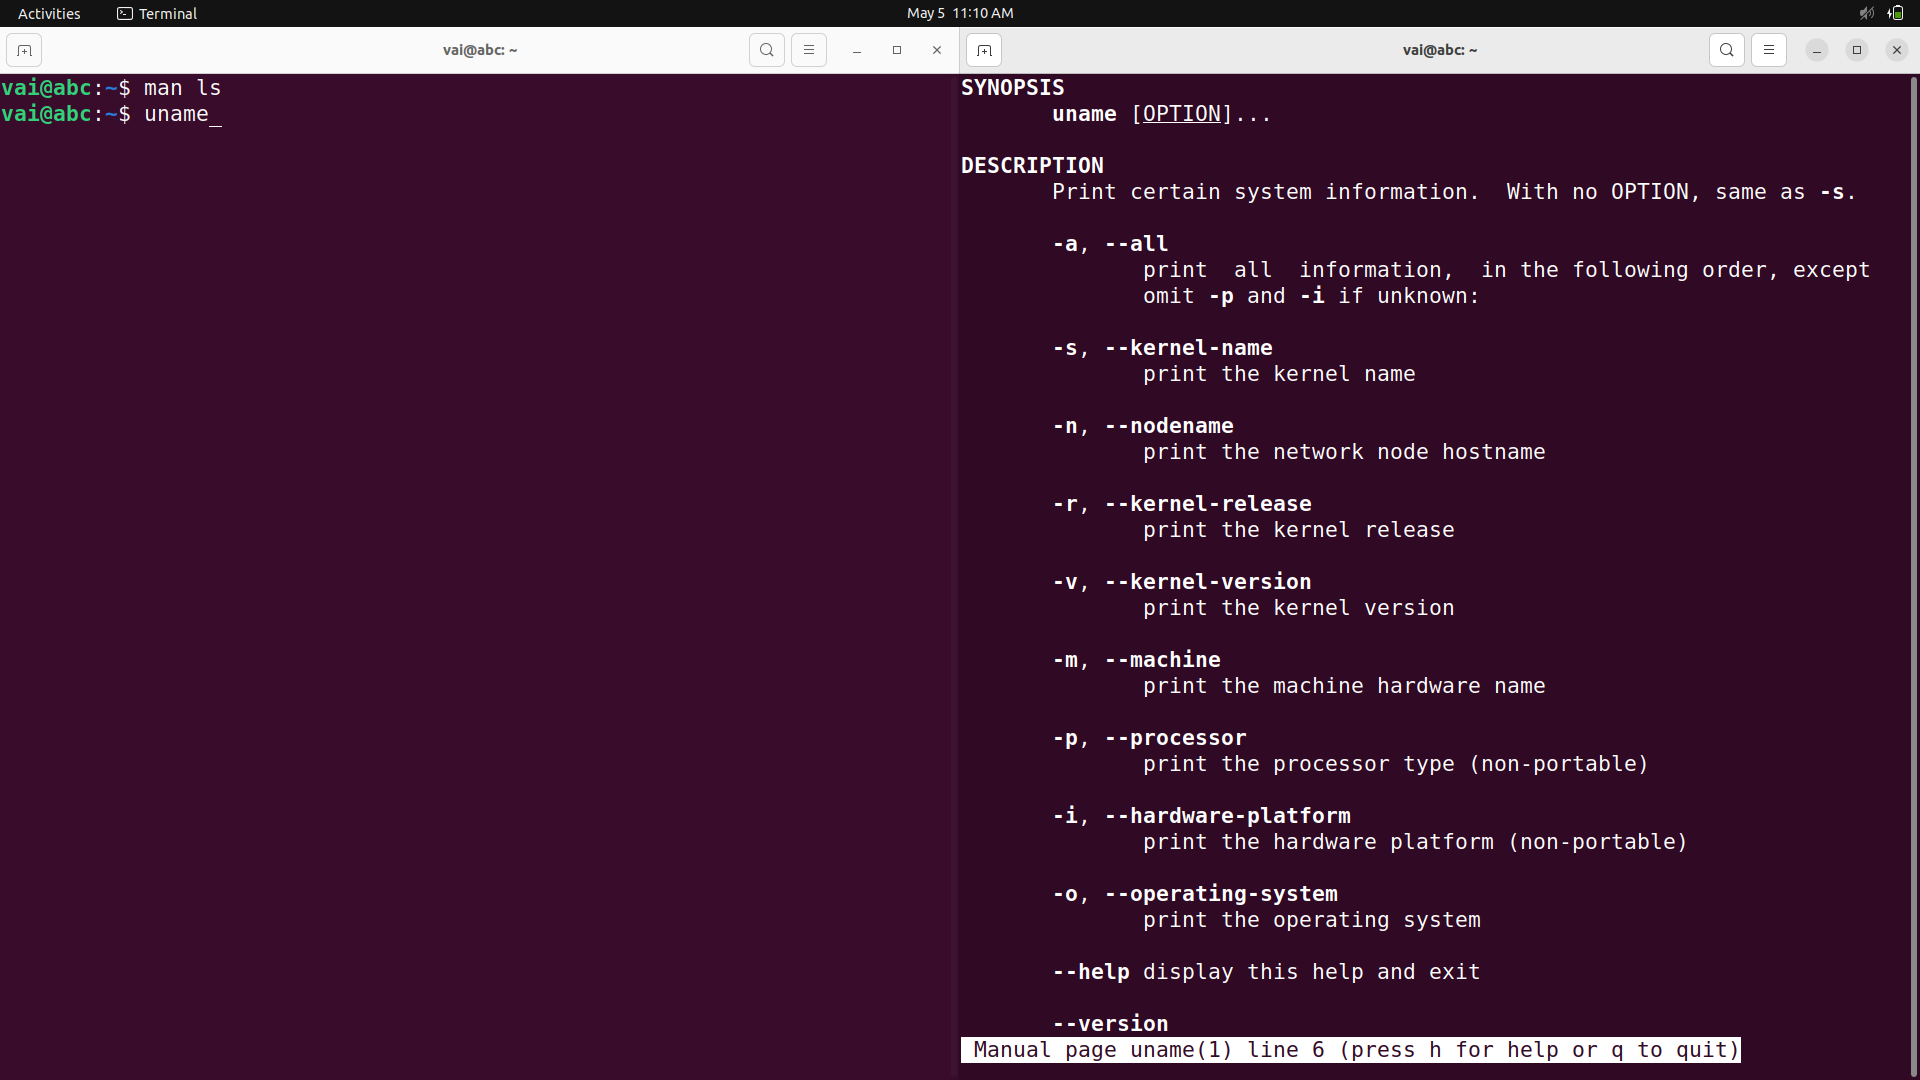 Activities
Terminal
May 5 11:10 AM
vai@abc: ~
vai@abc:~$ man ls
vai@abc:~$ uname_
vai@abc: ~
SYNOPSIS
uname [OPTION]...
DESCRIPTION
Print certain system information.  With no OPTION, same as -s.
-a, --all
print  all  information,  in the following order, except
omit -p and -i if unknown:
-s, --kernel-name
print the kernel name
-n, --nodename
print the network node hostname
-r, --kernel-release
print the kernel release
-v, --kernel-version
print the kernel version
-m, --machine
print the machine hardware name
-p, --processor
print the processor type (non-portable)
-i, --hardware-platform
print the hardware platform (non-portable)
-o, --operating-system
print the operating system
--help display this help and exit
--version
Manual page uname(1) line 6 (press h for help or q to quit)